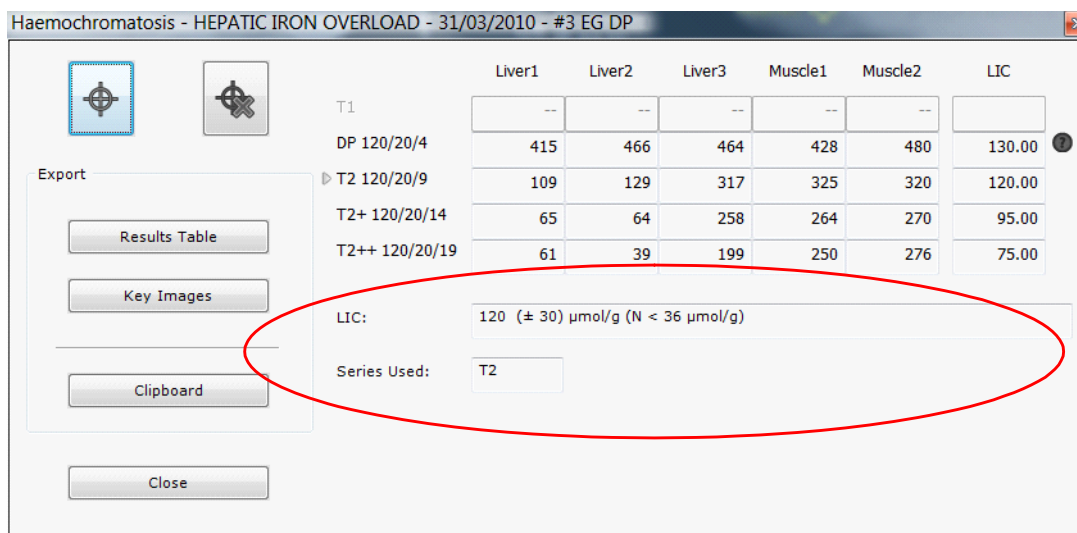 Haemochromatosis - HEPATIC IRON OVERLOAD - 31/03/2010 - #3 EG DP
Liver1 Liver2 Liver3 Muscle1 Muscle2 LIC
T1 -- -- -- -- --
DP 120/20/4 415 466 464 428 480 130.00 ?
Export
T2 120/20/9 109 129 317 325 320 120.00
T2+ 120/20/14 65 64 258 264 270 95.00
Results Table
T2++ 120/20/19 61 39 199 250 276 75.00
Key Images
LIC: 120 (± 30) µmol/g (N < 36 µmol/g)
Series Used: T2
Clipboard
Close